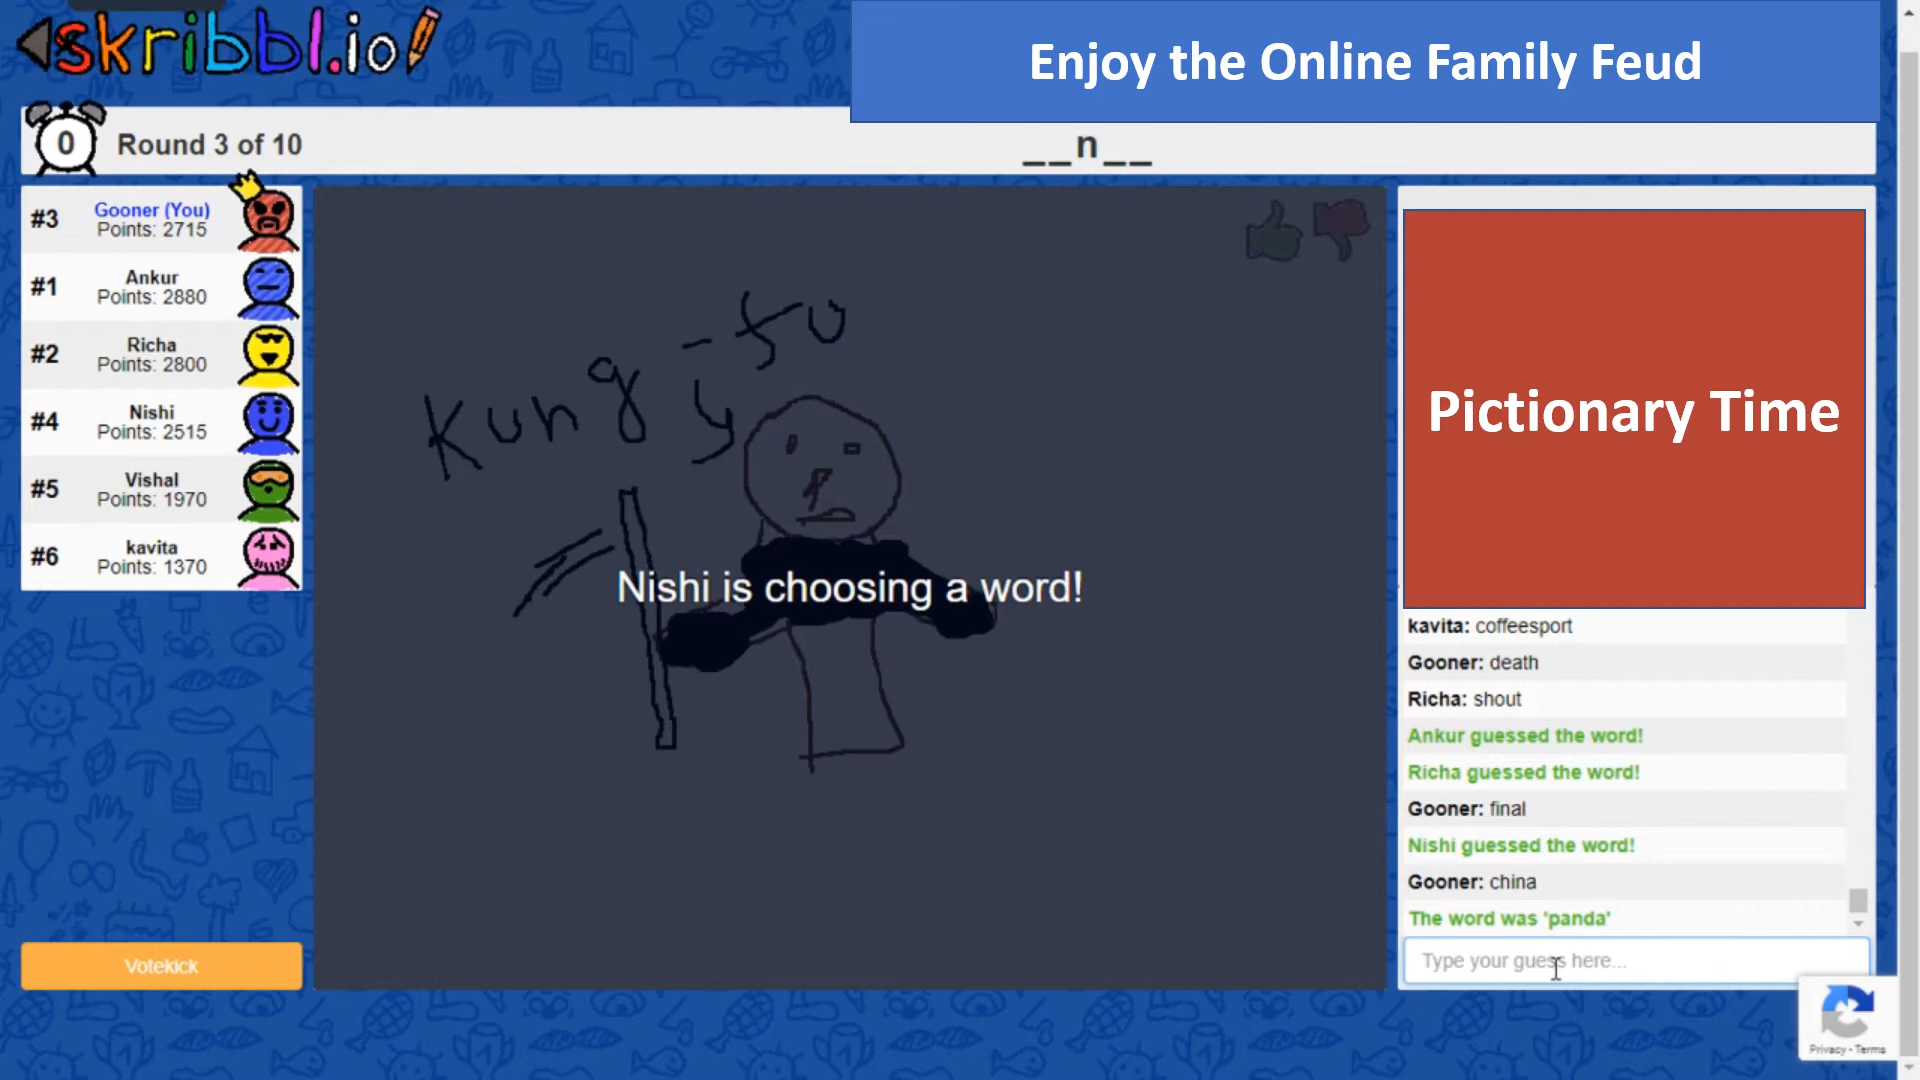 skribbl.io
Enjoy the Online Family Feud
0
Round 3 of 10
__n__
#3
Gooner (You)
Points: 2715
#1
Ankur
Points: 2880
#2
Richa
Points: 2800
#4
Nishi
Points: 2515
#5
Vishal
Points: 1970
#6
kavita
Points: 1370
Votekick
Kung-fu
Nishi is choosing a word!
Pictionary Time
kavita: coffeesport
Gooner: death
Richa: shout
Ankur guessed the word!
Richa guessed the word!
Gooner: final
Nishi guessed the word!
Gooner: china
The word was 'panda'
Type your guess here...
Privacy - Terms